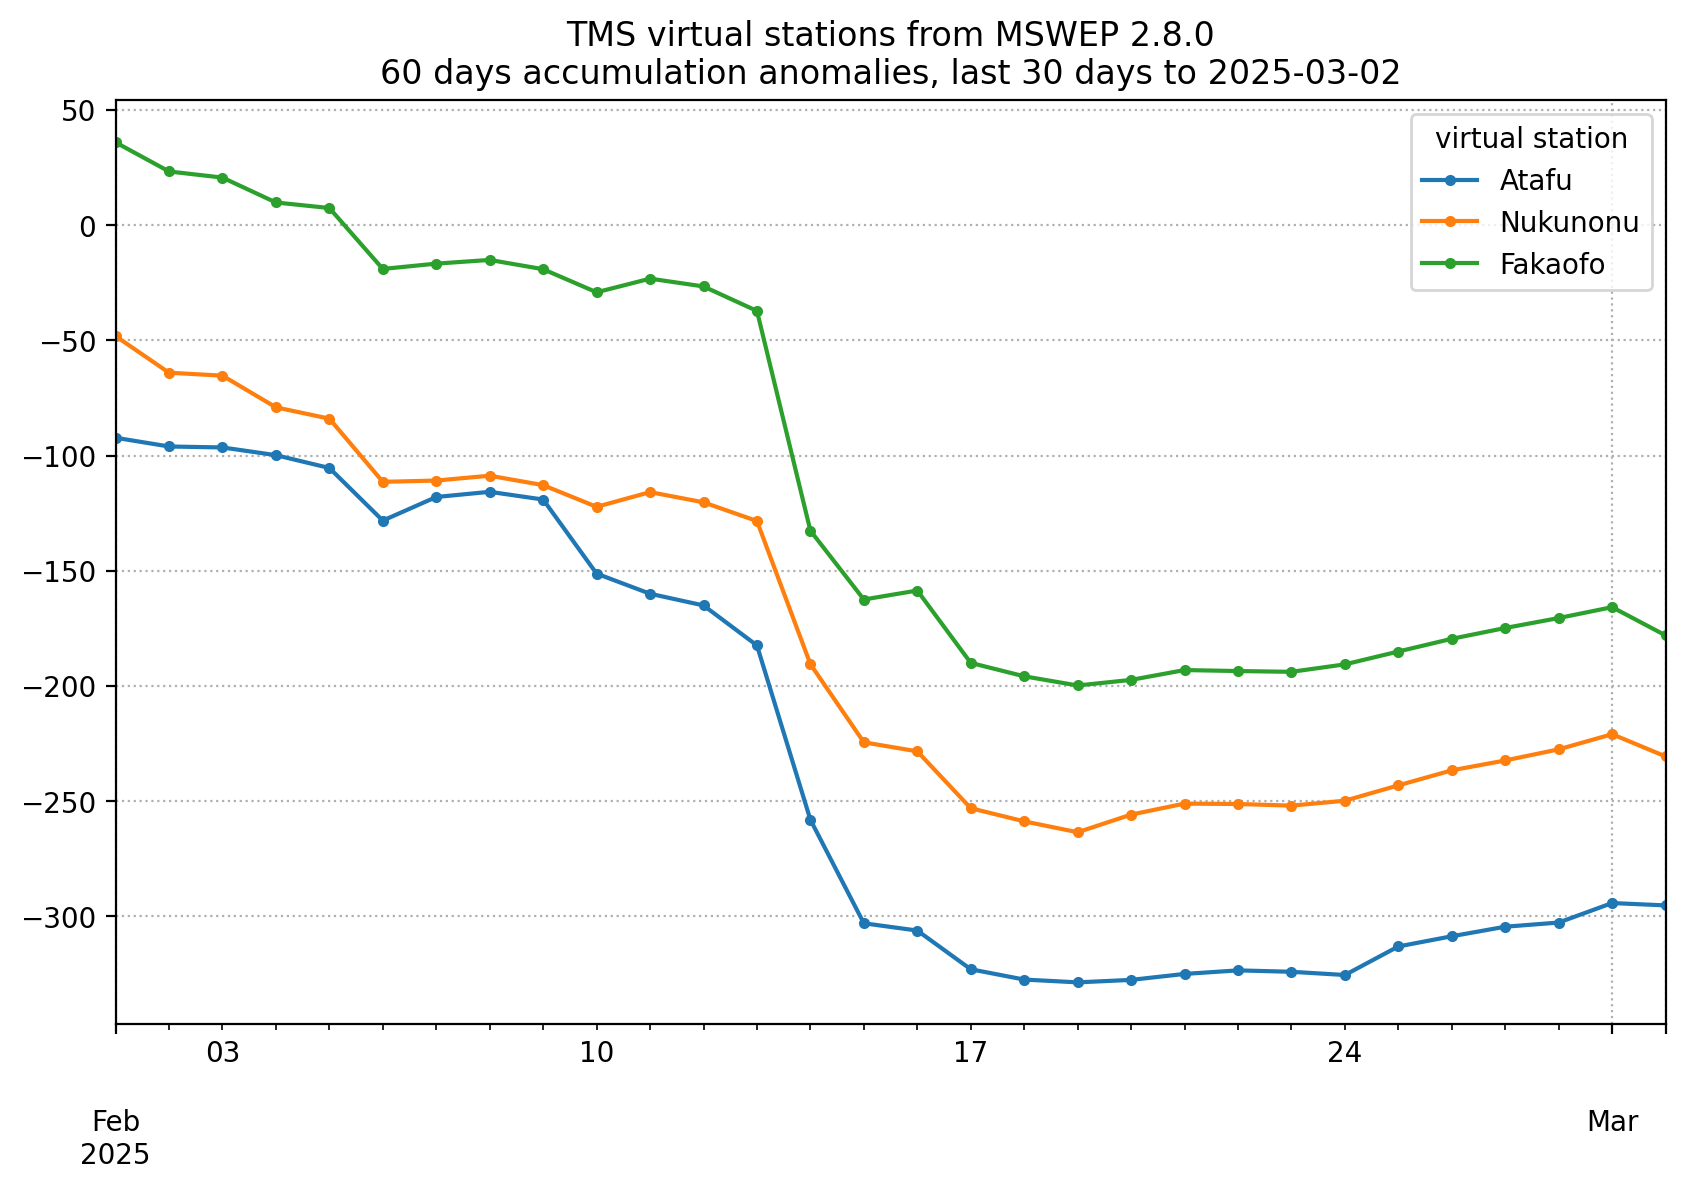 TMS virtual stations from MSWEP 2.8.0
60 days accumulation anomalies, last 30 days to 2025-03-02
virtual station
Atafu
Nukunonu
Fakaofo
50
0
−50
−100
−150
−200
−250
−300
03 10 17 24
Feb Mar
2025